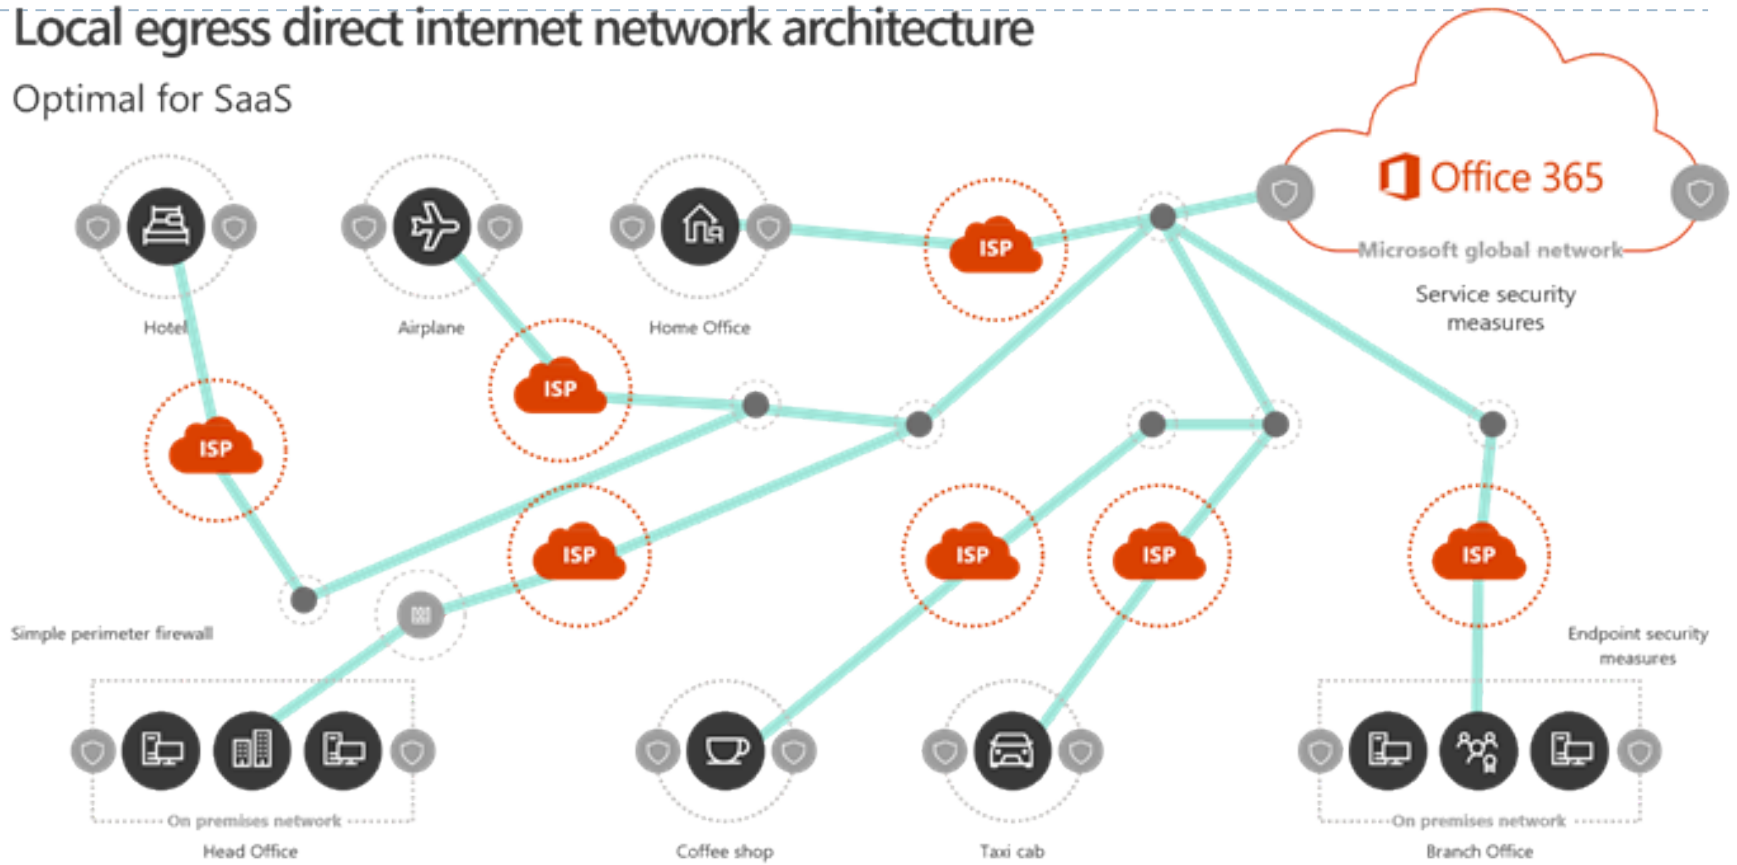 Local egress direct internet network architecture
Optimal for SaaS
Office 365
Microsoft global network
Service security
measures
ISP
Hotel
Airplane
Home Office
ISP
ISP
ISP
ISP
ISP
ISP
Simple perimeter firewall
Endpoint security
measures
On premises network
On premises network
Head Office
Coffee shop
Taxi cab
Branch Office